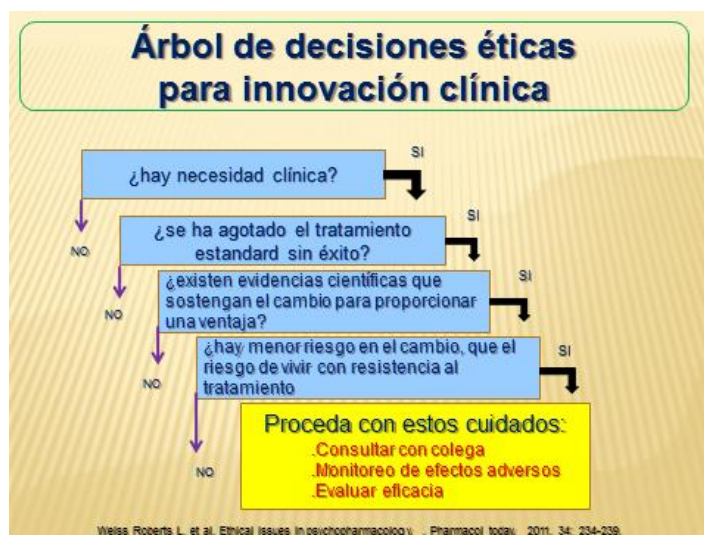 Árbol de decisiones éticas
para innovación clínica
SI
¿hay necesidad clínica?
SI
NO
¿se ha agotado el tratamiento
estandard sin éxito?
SI
NO
¿existen evidencias científicas que
sostengan el cambio para proporcionar
una ventaja?
SI
NO
¿hay menor riesgo en el cambio, que el
riesgo de vivir con resistencia al
tratamiento
NO
Proceda con estos cuidados:
.Consultar con colega
.Monitoreo de efectos adversos
.Evaluar eficacia
Weiss Roberts L. et al. Ethical issues in psychopharmacology. . Pharmacol today. 2011. 34: 234-239.